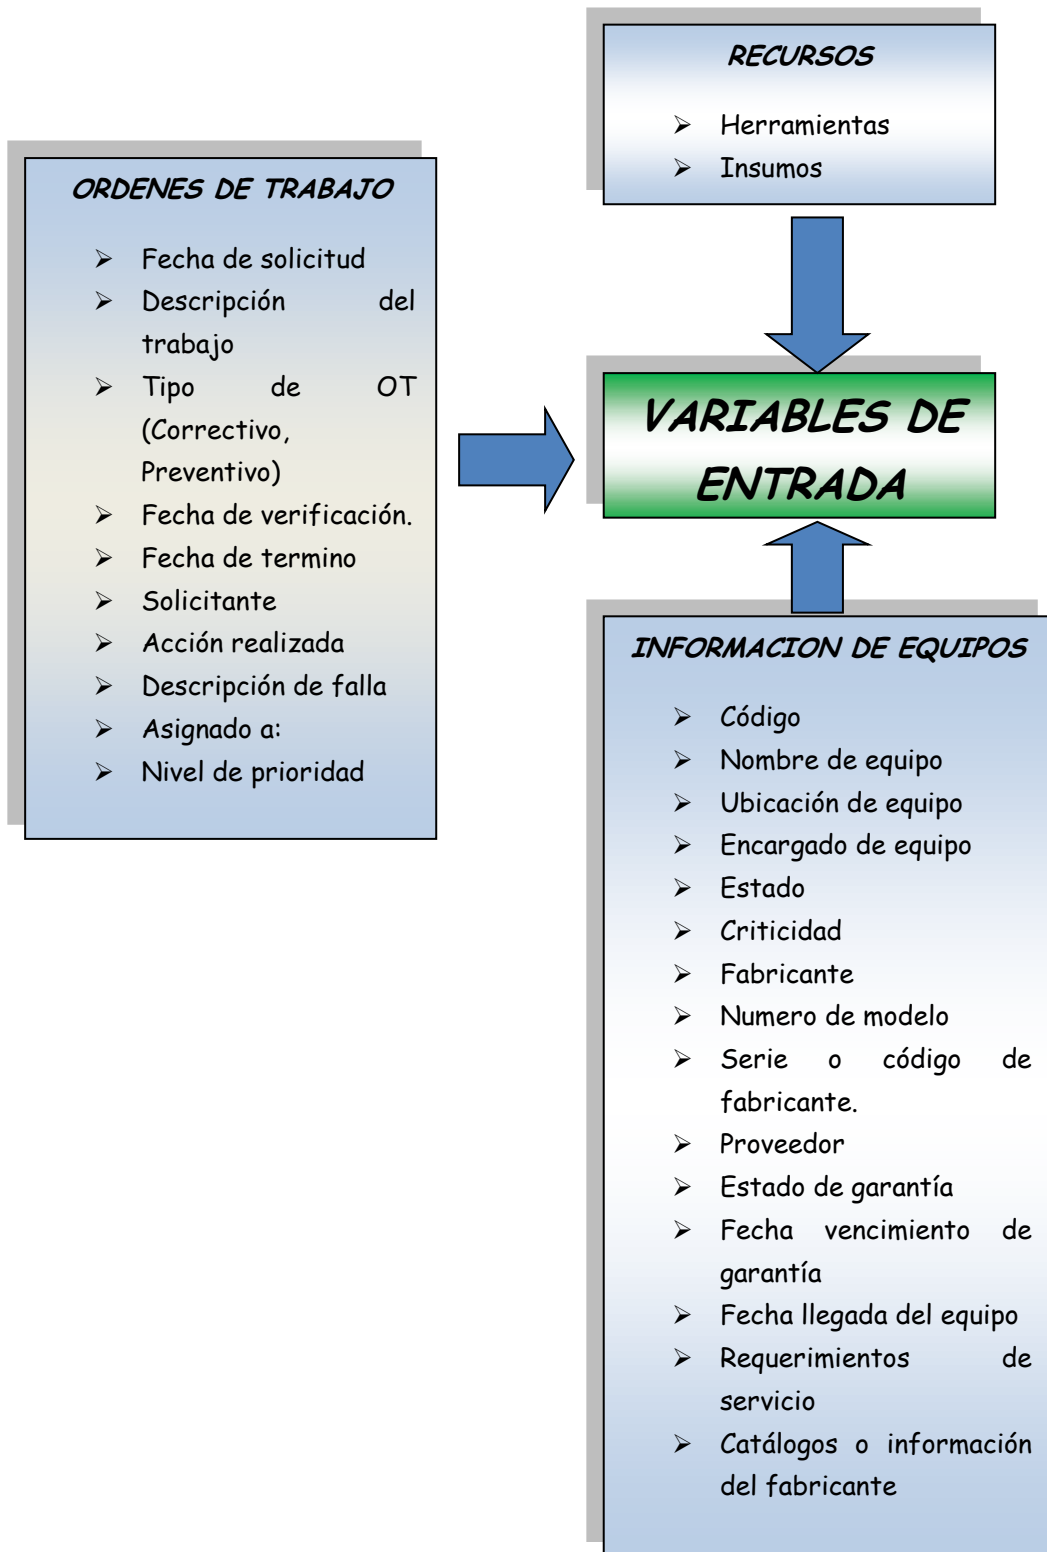 RECURSOS
➢ Herramientas
➢ Insumos
ORDENES DE TRABAJO
➢ Fecha de solicitud
➢ Descripción del
trabajo
➢ Tipo de OT
(Correctivo,
Preventivo)
➢ Fecha de verificación.
➢ Fecha de termino
➢ Solicitante
➢ Acción realizada
➢ Descripción de falla
➢ Asignado a:
➢ Nivel de prioridad
VARIABLES DE
ENTRADA
INFORMACION DE EQUIPOS
➢ Código
➢ Nombre de equipo
➢ Ubicación de equipo
➢ Encargado de equipo
➢ Estado
➢ Criticidad
➢ Fabricante
➢ Numero de modelo
➢ Serie o código de
fabricante.
➢ Proveedor
➢ Estado de garantía
➢ Fecha vencimiento de
garantía
➢ Fecha llegada del equipo
➢ Requerimientos de
servicio
➢ Catálogos o información
del fabricante